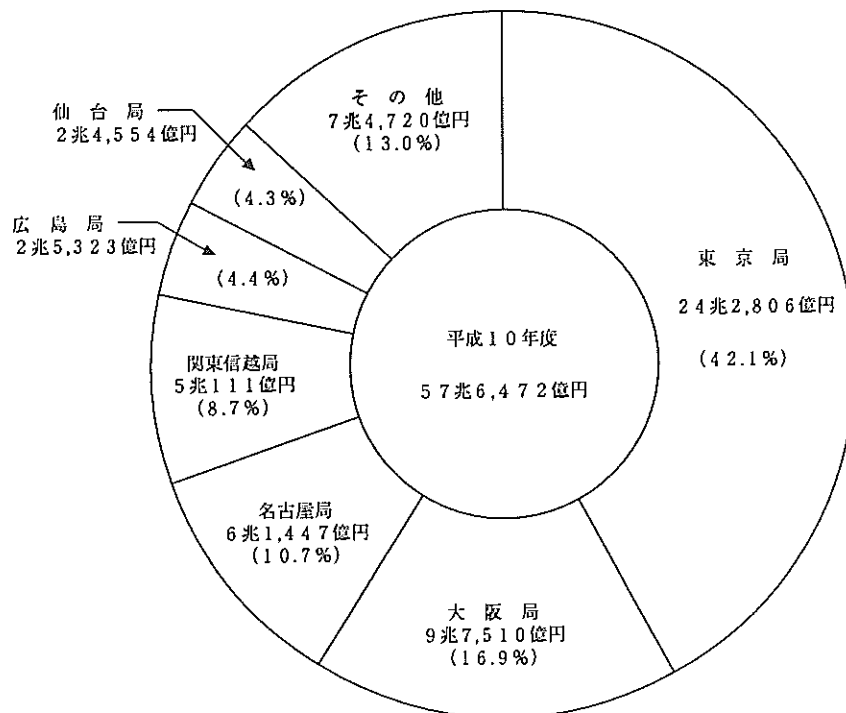 平成10年度
57兆6,472億円
東京局
24兆2,806億円
(42.1%)
大阪局
9兆7,510億円
(16.9%)
名古屋局
6兆1,447億円
(10.7%)
関東信越局
5兆111億円
(8.7%)
広島局
2兆5,323億円
(4.4%)
仙台局
2兆4,554億円
(4.3%)
その他
7兆4,720億円
(13.0%)